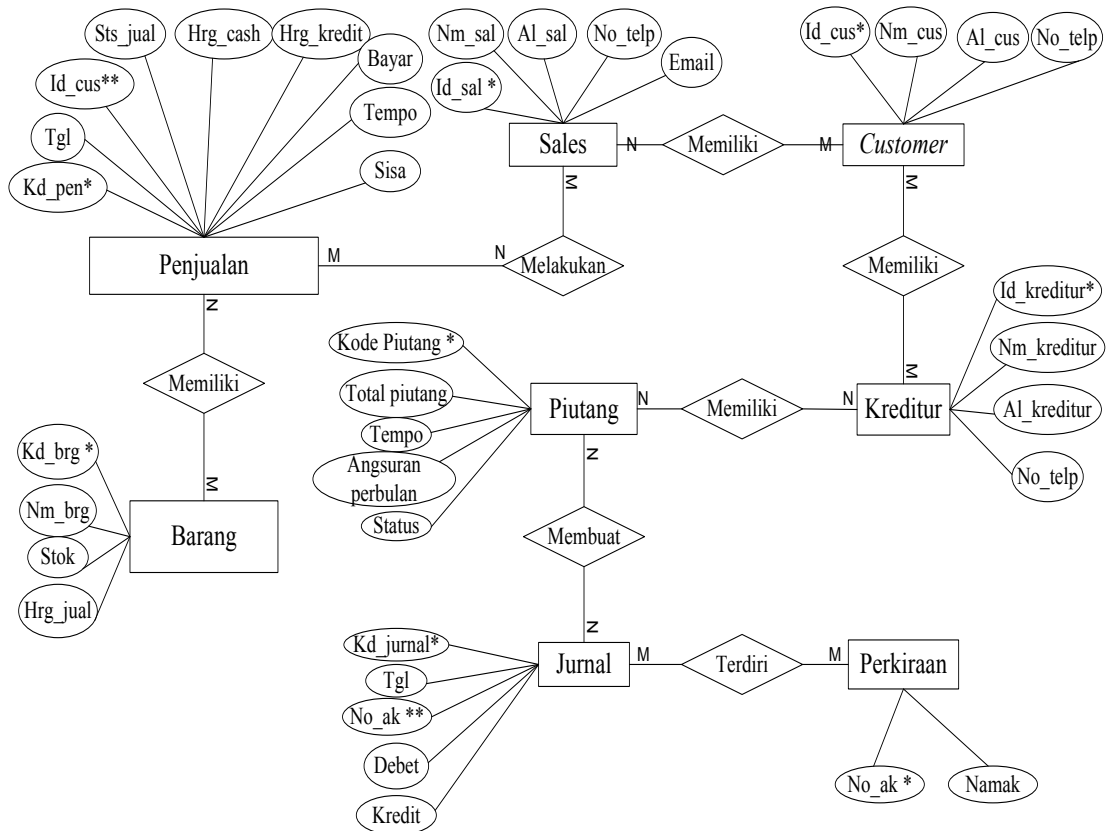 Sts_jual
Hrg_cash
Hrg_kredit
Bayar
Id_cus**
Tempo
Tgl
Sisa
Kd_pen*
Penjualan
Nm_sal
Al_sal
No_telp
Email
Id_sal *
Sales
N
Memiliki
M
Id_cus*
Nm_cus
Al_cus
No_telp
Customer
M
M
M
N
Melakukan
Memiliki
N
Memiliki
M
M
Kode Piutang *
Total piutang
Tempo
Angsuran
perbulan
Status
Piutang
N
Memiliki
N
Kreditur
Id_kreditur*
Nm_kreditur
Al_kreditur
No_telp
Kd_brg *
Nm_brg
Stok
Hrg_jual
Barang
N
Membuat
N
Kd_jurnal*
Tgl
No_ak **
Debet
Kredit
Jurnal
M
Terdiri
M
Perkiraan
No_ak *
Namak